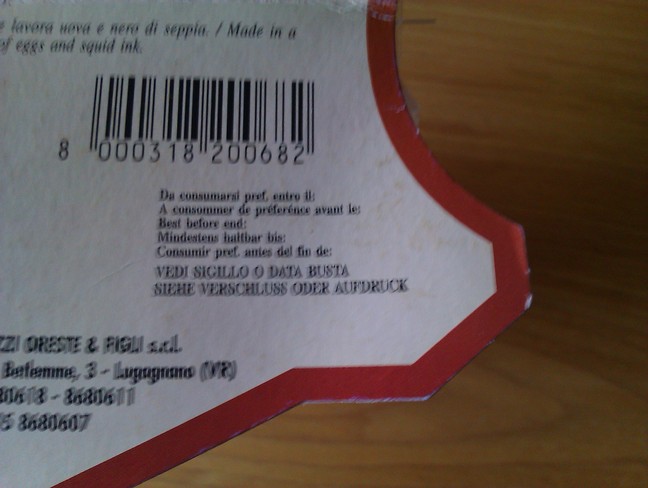 e lavora uova e nero di seppia. / Made in a
of eggs and squid ink.
8 000318 200682
Da consumarsi pref. entro il:
A consommer de préférence avant le:
Best before end:
Mindestens haltbar bis:
Consumir pref. antes del fin de:
VEDI SIGILLO O DATA BUSTA
SIEHE VERSCHLUSS ODER AUFDRUCK
ZZI ORESTE & FIGLI s.r.l.
Betlemme, 3 - Lugagnano (VR)
80618 - 8680611
8680607